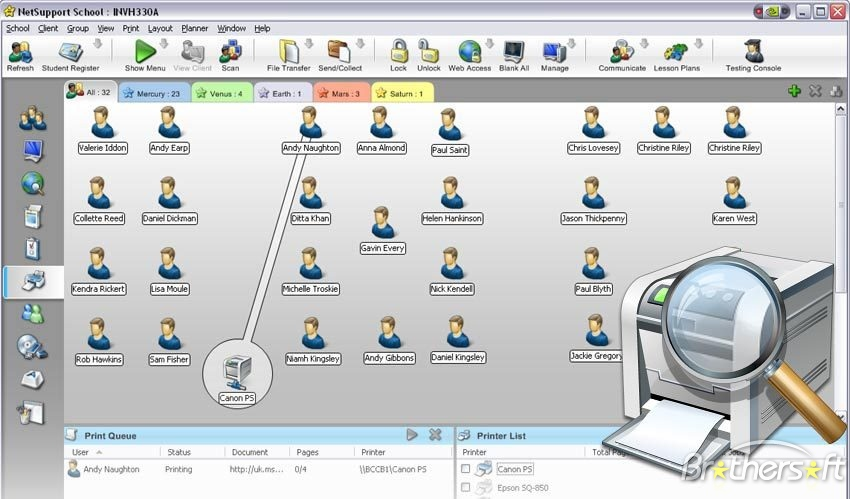 NetSupport School : INVH330A
School Client Group View Print Layout Planner Window Help
Refresh Student Register Show Menu View Client Scan File Transfer Send/Collect Lock Unlock Web Access Blank All Manage Communicate Lesson Plans Testing Console
All : 32 Mercury : 23 Venus : 4 Earth : 1 Mars : 3 Saturn : 1
Valerie Iddon Andy Earp Andy Naughton Anna Almond Paul Saint Chris Lovesey Christine Riley Christine Riley
Collette Reed Daniel Dickman Ditta Khan Helen Hankinson Jason Thickpenny Karen West
Gavin Every
Kendra Rickert Lisa Moule Michelle Troskie Nick Kendell Paul Blyth
Rob Hawkins Sam Fisher Niamh Kingsley Andy Gibbons Daniel Kingsley Jackie Gregory
Canon PS
Print Queue Printer List
User Status Document Pages Printer Printer Total Pag
Andy Naughton Printing http://uk.ms... 0/4 \\BCCB1\Canon PS Canon PS
Epson SQ-850
Brothersoft